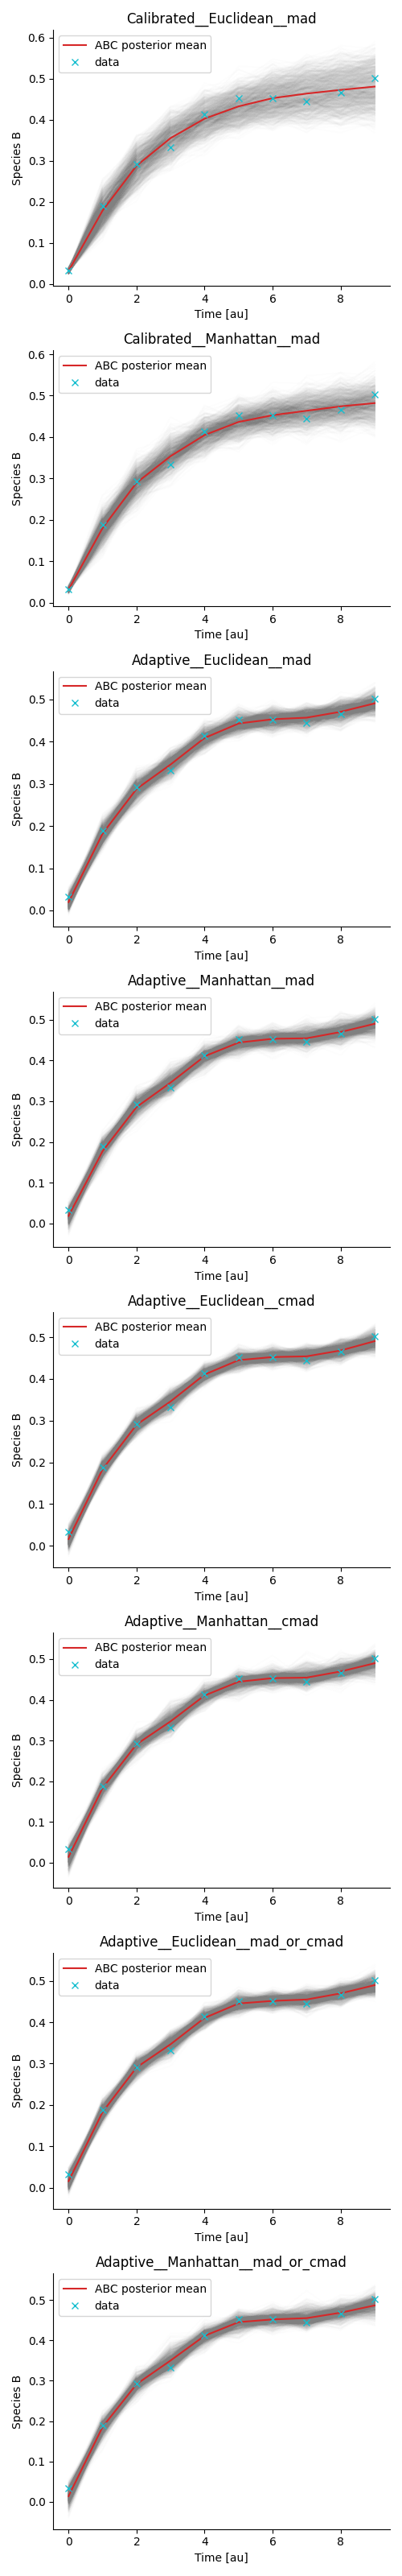 Calibrated__Euclidean__mad
ABC posterior mean
data
0.6
0.5
0.4
0.3
0.2
0.1
0.0
Species B
0 2 4 6 8
Time [au]
Calibrated__Manhattan__mad
ABC posterior mean
data
0.6
0.5
0.4
0.3
0.2
0.1
0.0
Species B
0 2 4 6 8
Time [au]
Adaptive__Euclidean__mad
ABC posterior mean
data
0.5
0.4
0.3
0.2
0.1
0.0
Species B
0 2 4 6 8
Time [au]
Adaptive__Manhattan__mad
ABC posterior mean
data
0.5
0.4
0.3
0.2
0.1
0.0
Species B
0 2 4 6 8
Time [au]
Adaptive__Euclidean__cmad
ABC posterior mean
data
0.5
0.4
0.3
0.2
0.1
0.0
Species B
0 2 4 6 8
Time [au]
Adaptive__Manhattan__cmad
ABC posterior mean
data
0.5
0.4
0.3
0.2
0.1
0.0
Species B
0 2 4 6 8
Time [au]
Adaptive__Euclidean__mad_or_cmad
ABC posterior mean
data
0.5
0.4
0.3
0.2
0.1
0.0
Species B
0 2 4 6 8
Time [au]
Adaptive__Manhattan__mad_or_cmad
ABC posterior mean
data
0.5
0.4
0.3
0.2
0.1
0.0
Species B
0 2 4 6 8
Time [au]